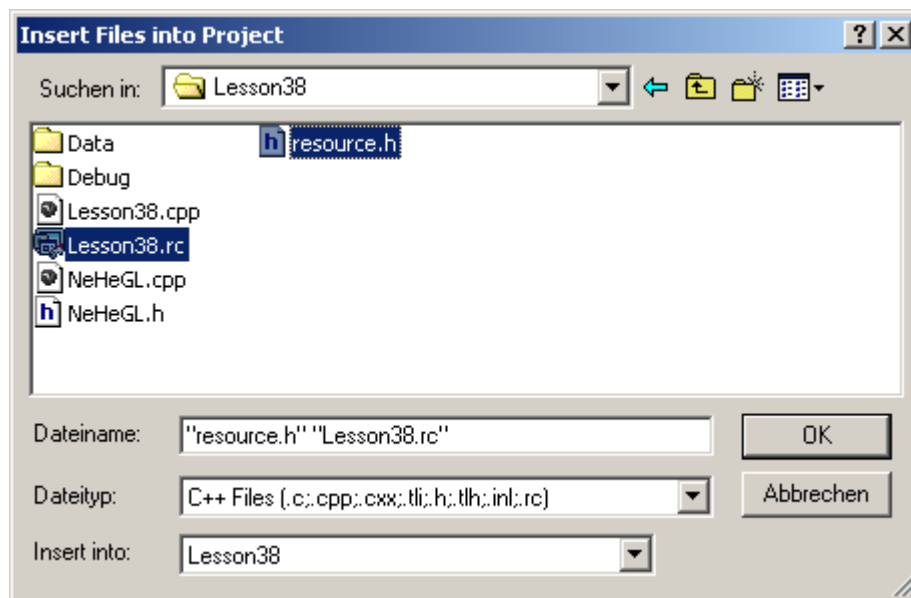 Insert Files into Project
Suchen in: Lesson38
Data
Debug
Lesson38.cpp
Lesson38.rc
NeHeGL.cpp
NeHeGL.h
resource.h
Dateiname: "resource.h" "Lesson38.rc" OK
Dateityp: C++ Files (.c;.cpp;.cxx;.tli;.h;.tlh;.inl;.rc) Abbrechen
Insert into: Lesson38